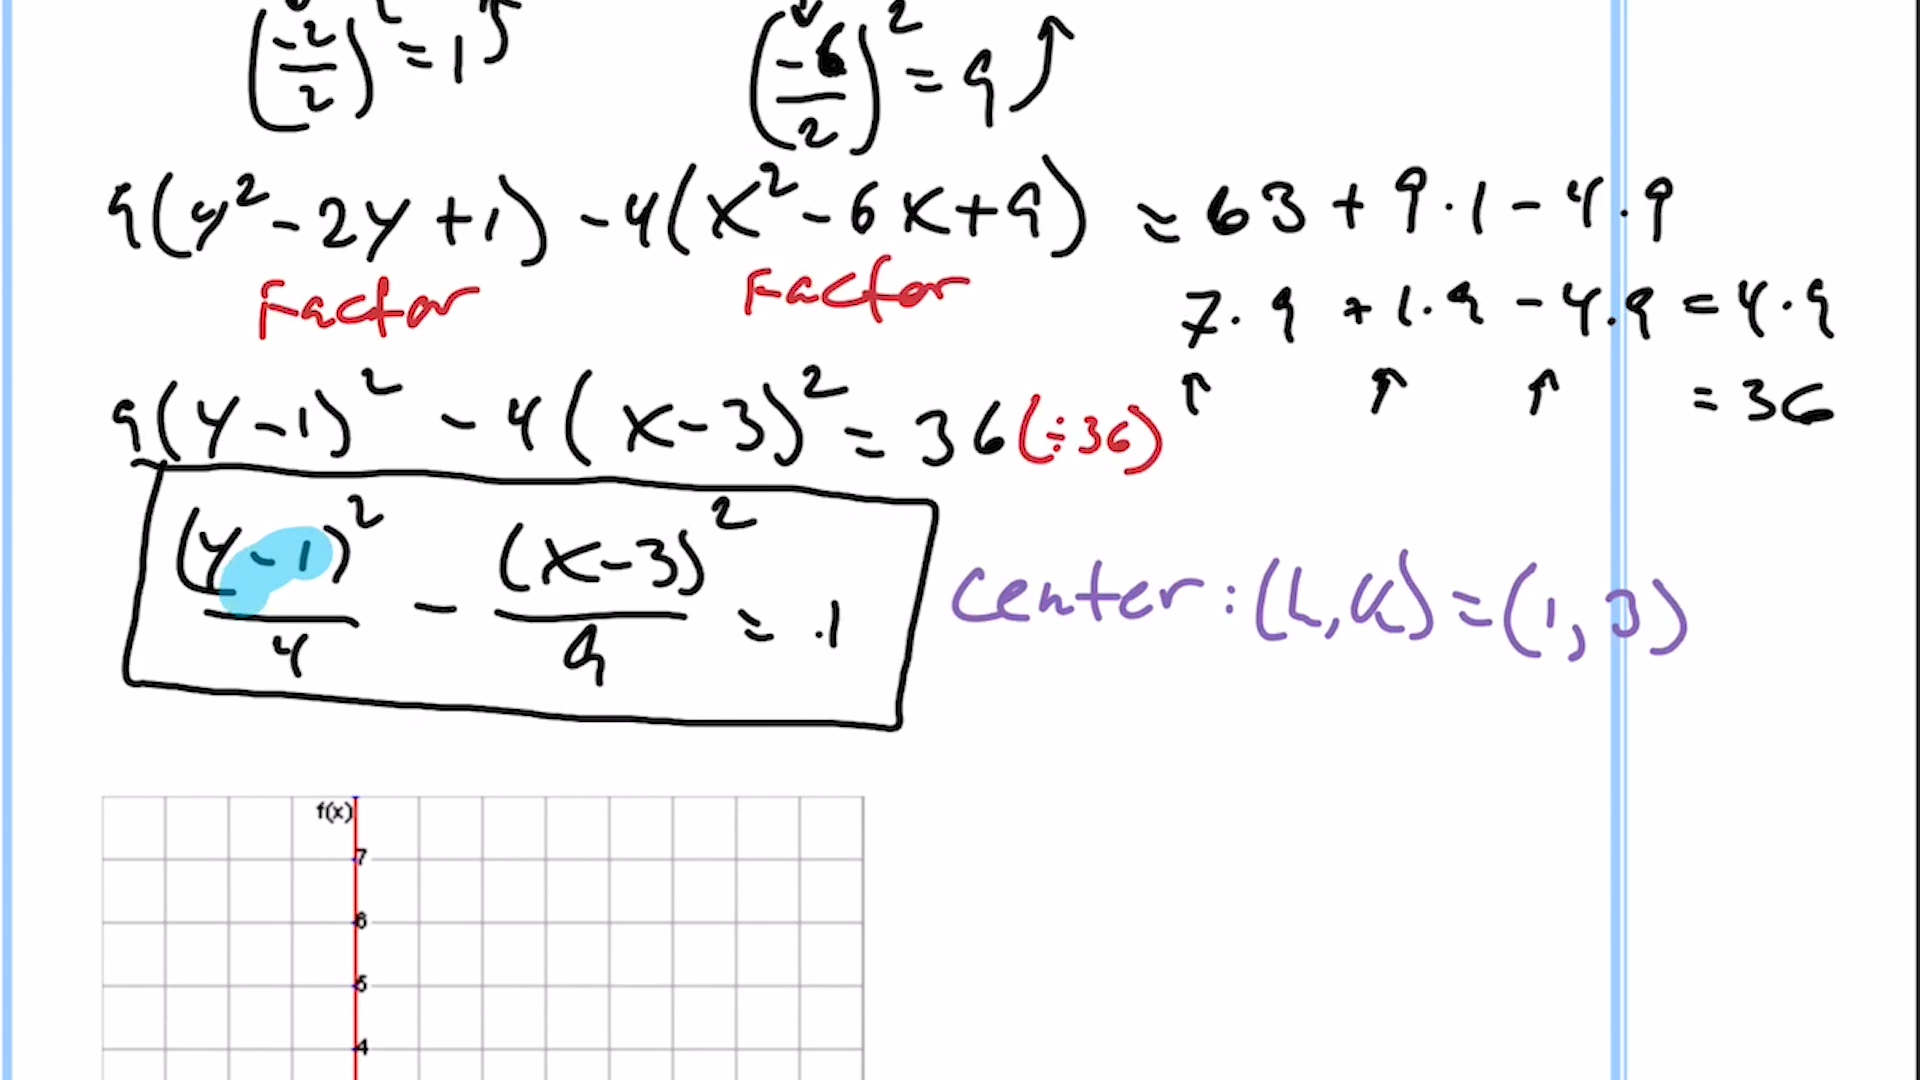 (-2/2)² = 1
(-6/2)² = 9
9(y² - 2y + 1) - 4(x² - 6x + 9) = 63 + 9·1 - 4·9
Factor Factor
7·9 + 1·9 - 4·9 = 4·9
= 36
9(y-1)² - 4(x-3)² = 36 (÷36)
(y-1)²/4 - (x-3)²/9 = 1
center: (h,k) = (1,3)
f(x)
7
6
5
4